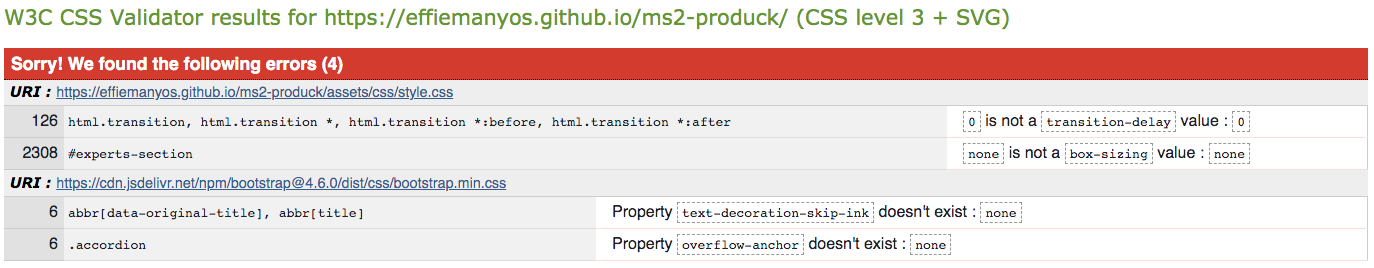 W3C CSS Validator results for https://effiemanyos.github.io/ms2-produck/ (CSS level 3 + SVG)
Sorry! We found the following errors (4)
URI : https://effiemanyos.github.io/ms2-produck/assets/css/style.css
126 html.transition, html.transition *, html.transition *:before, html.transition *:after 0 is not a transition-delay value : 0
2308 #experts-section none is not a box-sizing value : none
URI : https://cdn.jsdelivr.net/npm/bootstrap@4.6.0/dist/css/bootstrap.min.css
6 abbr[data-original-title], abbr[title] Property text-decoration-skip-ink doesn't exist : none
6 .accordion Property overflow-anchor doesn't exist : none